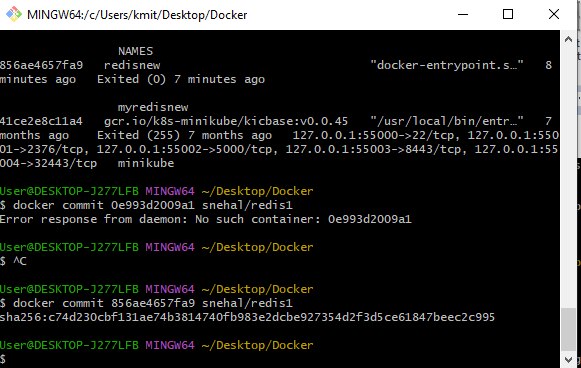 MINGW64:/c/Users/kmit/Desktop/Docker
NAMES
856ae4657fa9 redisnew "docker-entrypoint.s…" 8
minutes ago Exited (0) 7 minutes ago
myredisnew
41ce2e8c11a4 gcr.io/k8s-minikube/kicbase:v0.0.45 "/usr/local/bin/entr…" 7
months ago Exited (255) 7 months ago 127.0.0.1:55000->22/tcp, 127.0.0.1:550
01->2376/tcp, 127.0.0.1:55002->5000/tcp, 127.0.0.1:55003->8443/tcp, 127.0.0.1:55
004->32443/tcp minikube
User@DESKTOP-J277LFB MINGW64 ~/Desktop/Docker
$ docker commit 0e993d2009a1 snehal/redis1
Error response from daemon: No such container: 0e993d2009a1
User@DESKTOP-J277LFB MINGW64 ~/Desktop/Docker
$ ^C
User@DESKTOP-J277LFB MINGW64 ~/Desktop/Docker
$ docker commit 856ae4657fa9 snehal/redis1
sha256:c74d230cbf131ae74b3814740fb983e2dcbe927354d2f3d5ce61847beec2c995
User@DESKTOP-J277LFB MINGW64 ~/Desktop/Docker
$